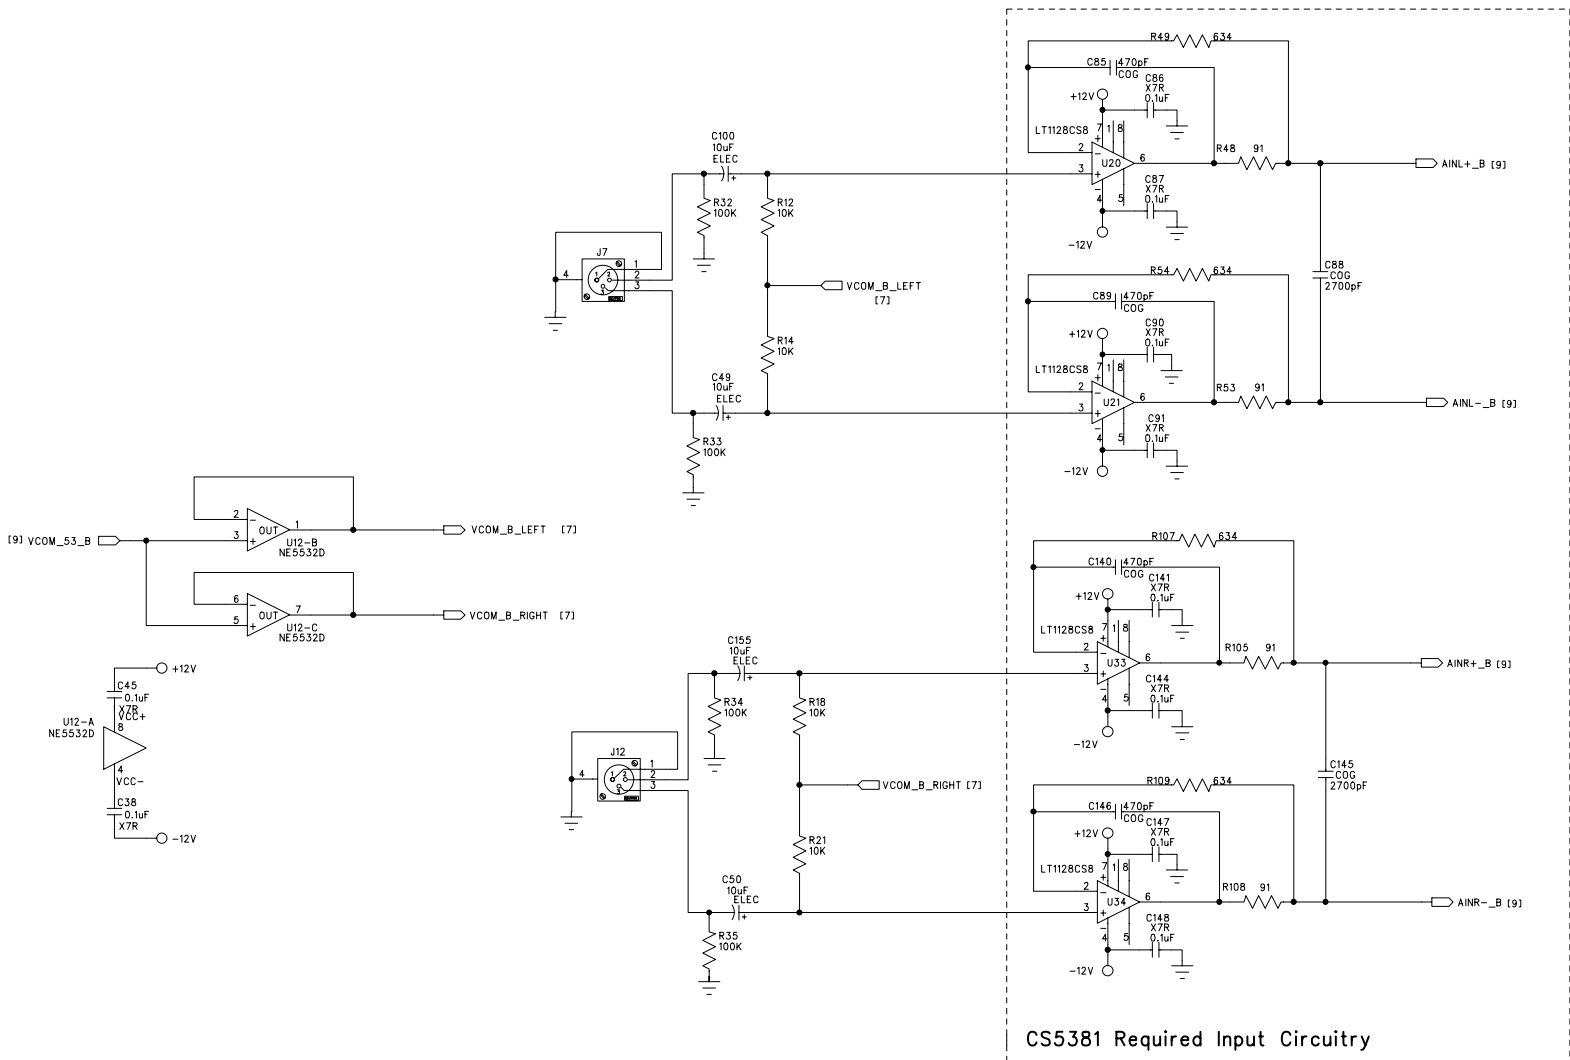 R49 634
C85 470pF
COG
C86
X7R
0.1uF
+12V
LT1128CS8
7
+
1
8
2
-
3
+
U20
6
-
4
5
R48 91
AINL+_B [9]
C87
X7R
0.1uF
-12V
C100
10uF
ELEC
+
R32
100K
R12
10K
J7
1
2
3
4
1
2
3
VCOM_B_LEFT
[7]
C88
COG
2700pF
R54 634
C89 470pF
COG
C90
X7R
0.1uF
+12V
LT1128CS8
7
+
1
8
2
-
3
+
U21
6
-
4
5
R53 91
AINL-_B [9]
C91
X7R
0.1uF
-12V
R14
10K
C49
10uF
ELEC
+
R33
100K
[9] VCOM_53_B
2
-
3
+
OUT
1
U12-B
NE5532D
VCOM_B_LEFT [7]
6
-
5
+
OUT
7
U12-C
NE5532D
VCOM_B_RIGHT [7]
+12V
C45
0.1uF
X7R
VCC+
8
U12-A
NE5532D
4
VCC-
C38
0.1uF
X7R
-12V
R107 634
C140 470pF
COG
C141
X7R
0.1uF
+12V
LT1128CS8
7
+
1
8
2
-
3
+
U33
6
-
4
5
R105 91
AINR+_B [9]
C144
X7R
0.1uF
-12V
C155
10uF
ELEC
+
R34
100K
R18
10K
J12
1
2
3
4
1
2
3
VCOM_B_RIGHT [7]
C145
COG
2700pF
R109 634
C146 470pF
COG
C147
X7R
0.1uF
+12V
LT1128CS8
7
+
1
8
2
-
3
+
U34
6
-
4
5
R108 91
AINR-_B [9]
C148
X7R
0.1uF
-12V
R21
10K
C50
10uF
ELEC
+
R35
100K
CS5381 Required Input Circuitry